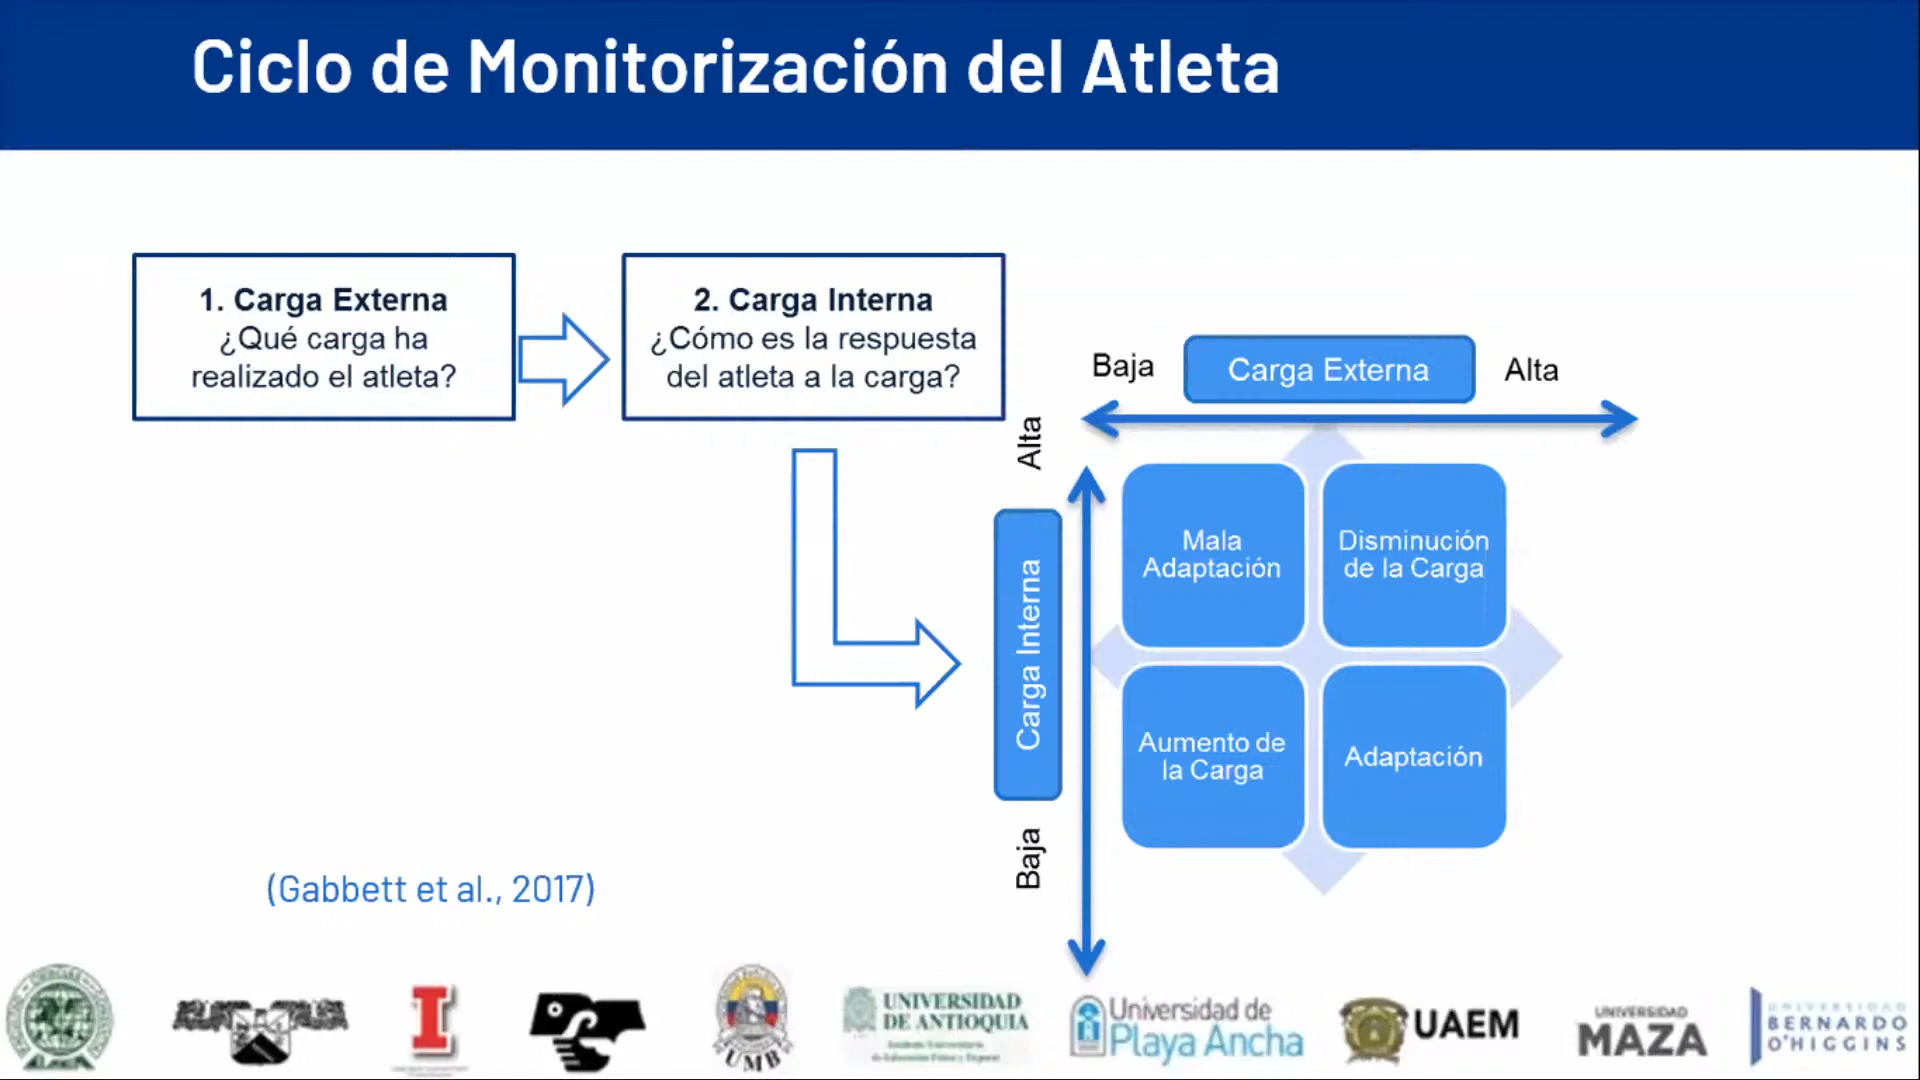 Ciclo de Monitorización del Atleta
1. Carga Externa
¿Qué carga ha
realizado el atleta?
2. Carga Interna
¿Cómo es la respuesta
del atleta a la carga?
Baja
Carga Externa
Alta
Alta
Carga Interna
Baja
Mala
Adaptación
Disminución
de la Carga
Aumento de
la Carga
Adaptación
(Gabbett et al., 2017)
I
UMB
UNIVERSIDAD
DE ANTIOQUIA
Universidad de
Playa Ancha
UAEM
UNIVERSIDAD
MAZA
UNIVERSIDAD
BERNARDO
O'HIGGINS